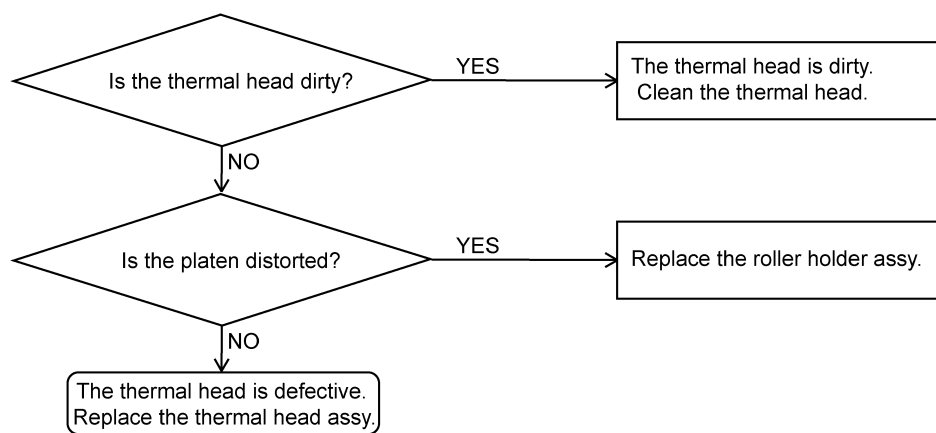 Is the thermal head dirty?
YES
The thermal head is dirty.
Clean the thermal head.
NO
Is the platen distorted?
YES
Replace the roller holder assy.
NO
The thermal head is defective.
Replace the thermal head assy.